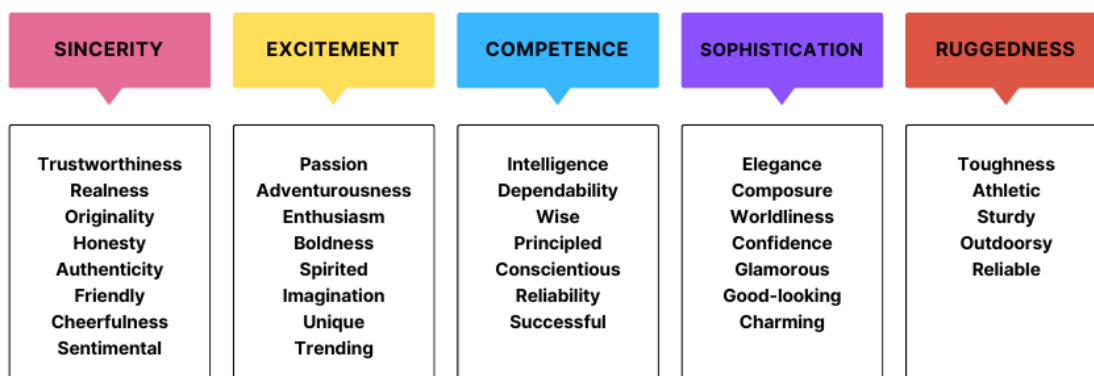 SINCERITY
Trustworthiness
Realness
Originality
Honesty
Authenticity
Friendly
Cheerfulness
Sentimental
EXCITEMENT
Passion
Adventurousness
Enthusiasm
Boldness
Spirited
Imagination
Unique
Trending
COMPETENCE
Intelligence
Dependability
Wise
Principled
Conscientious
Reliability
Successful
SOPHISTICATION
Elegance
Composure
Worldliness
Confidence
Glamorous
Good-looking
Charming
RUGGEDNESS
Toughness
Athletic
Sturdy
Outdoorsy
Reliable